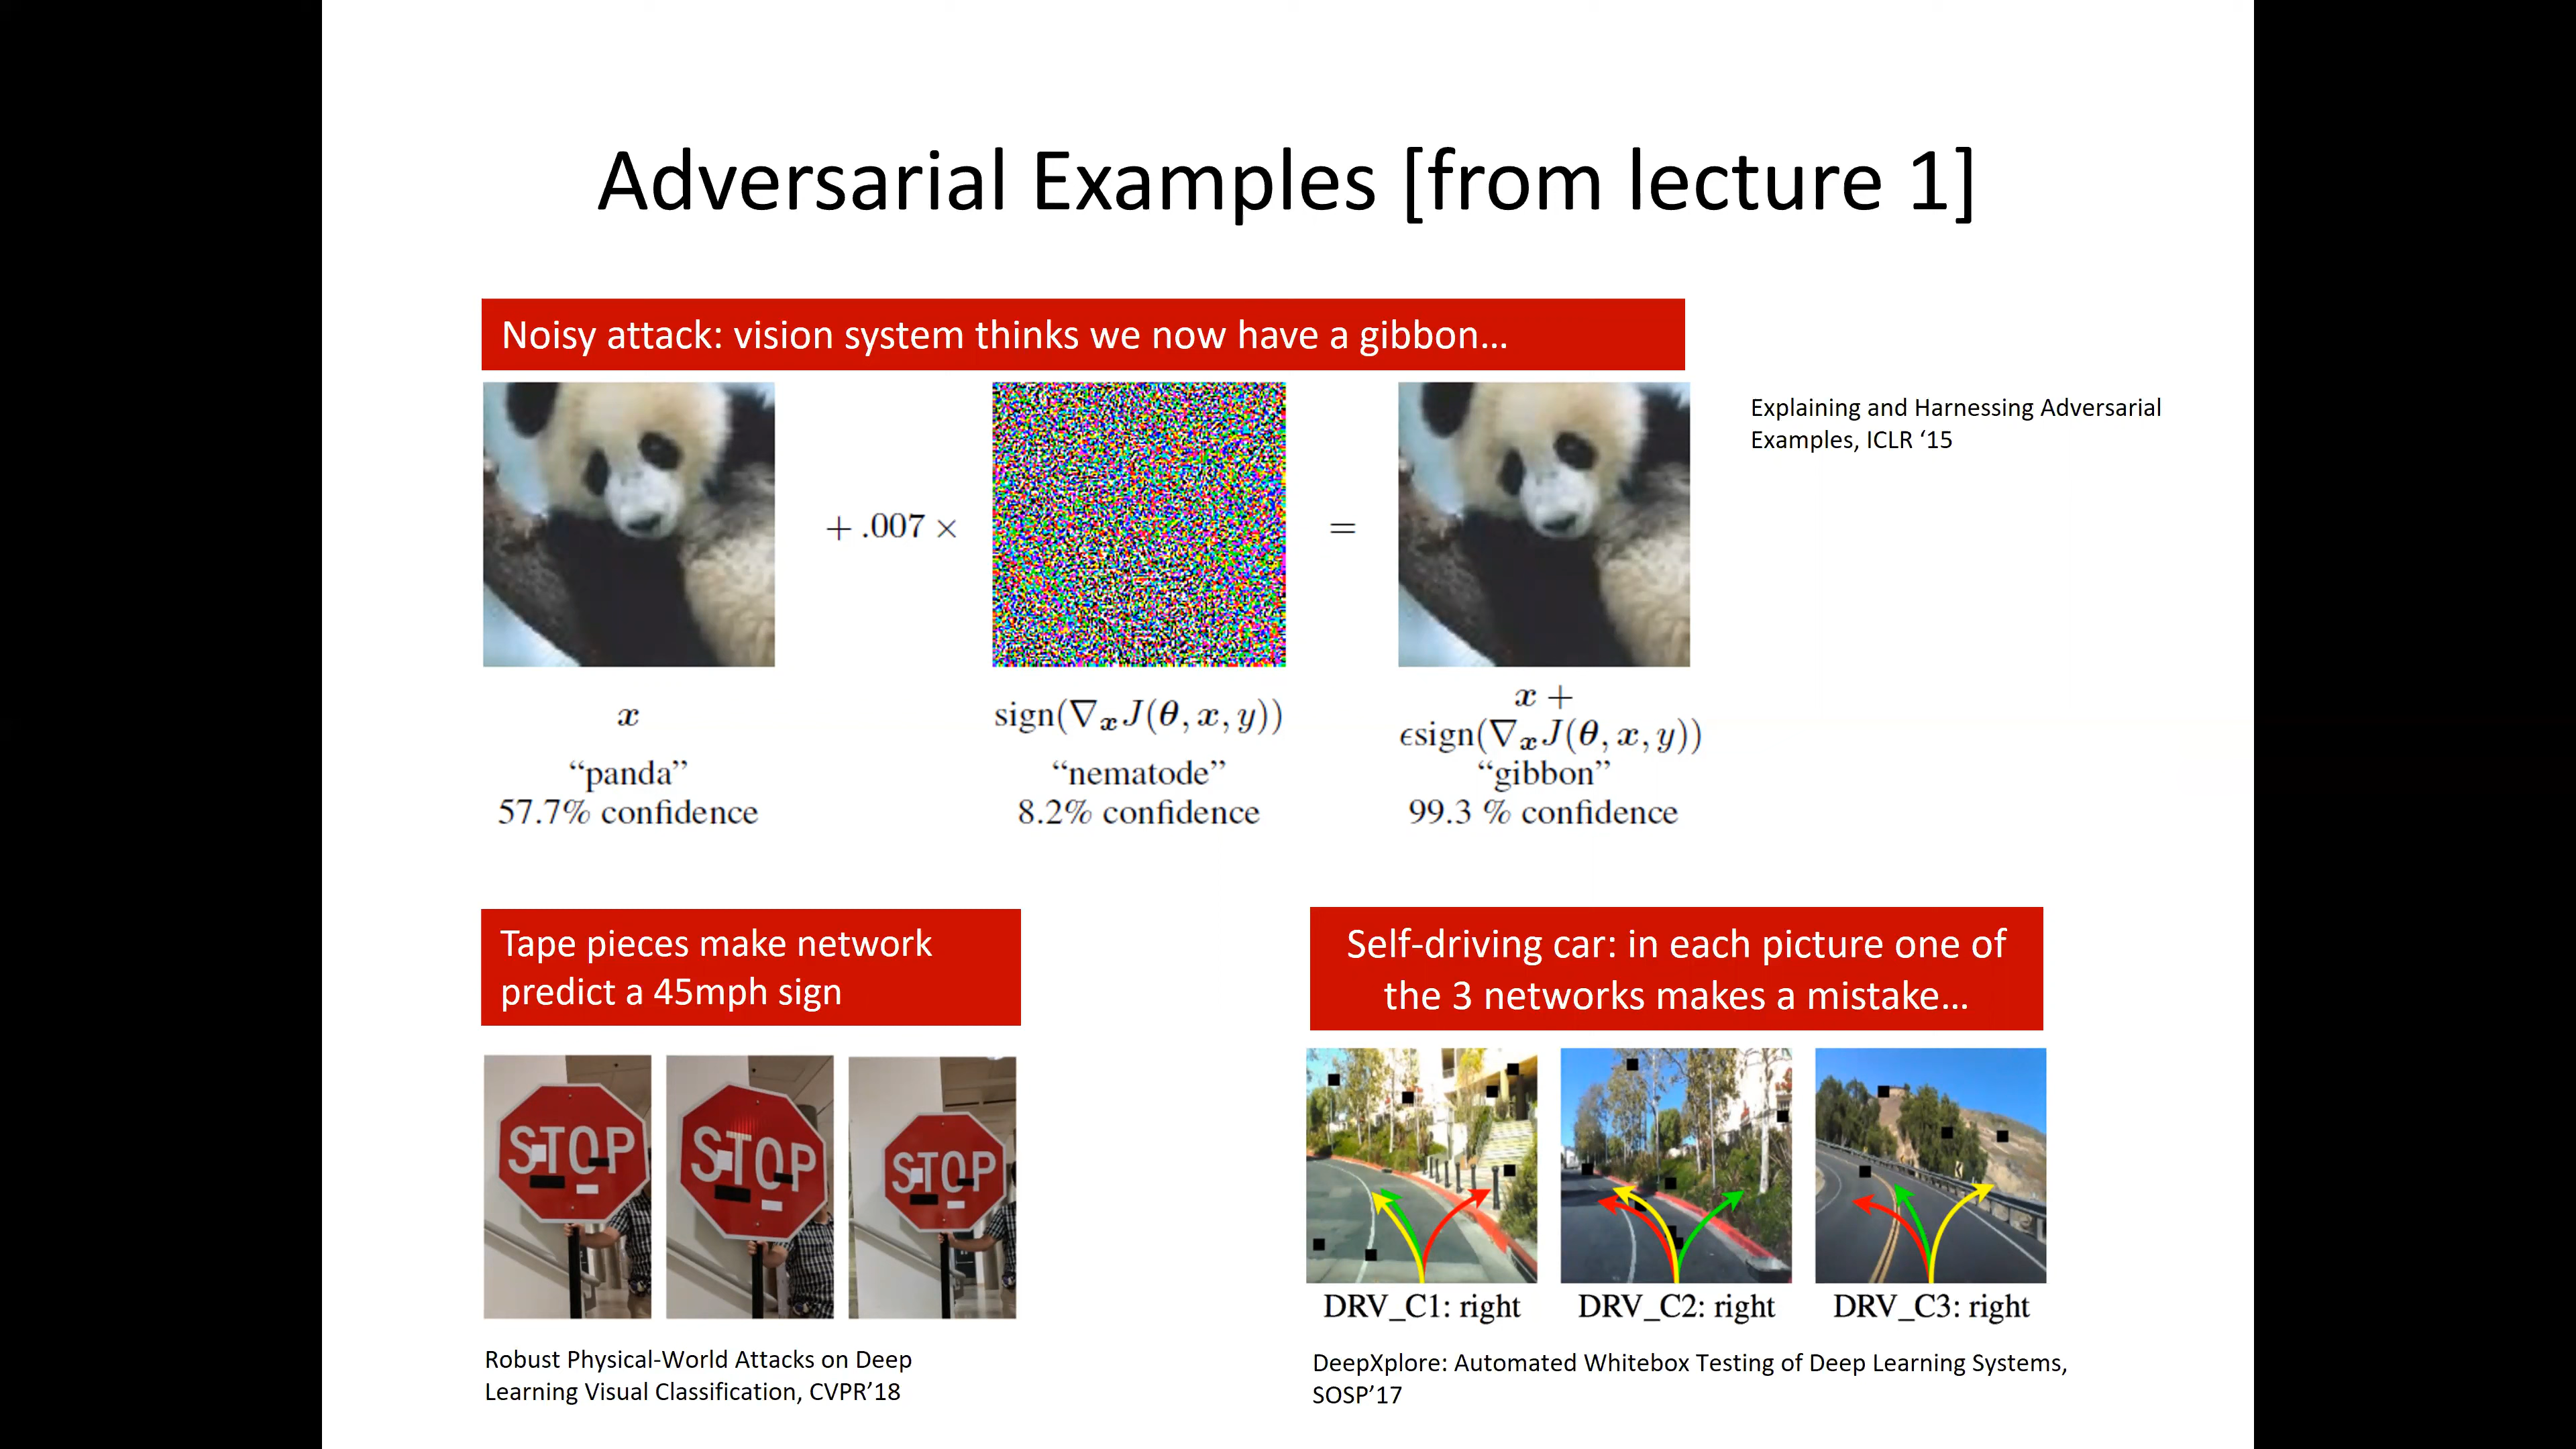 Adversarial Examples [from lecture 1]
Noisy attack: vision system thinks we now have a gibbon…
Explaining and Harnessing Adversarial
Examples, ICLR ‘15
+ .007 ×
=
x
“panda”
57.7% confidence
sign(∇ₓJ(θ, x, y))
“nematode”
8.2% confidence
x +
ϵsign(∇ₓJ(θ, x, y))
“gibbon”
99.3 % confidence
Tape pieces make network
predict a 45mph sign
STOP
STOP
STOP
Robust Physical-World Attacks on Deep
Learning Visual Classification, CVPR’18
Self-driving car: in each picture one of
the 3 networks makes a mistake…
DRV_C1: right
DRV_C2: right
DRV_C3: right
DeepXplore: Automated Whitebox Testing of Deep Learning Systems,
SOSP’17